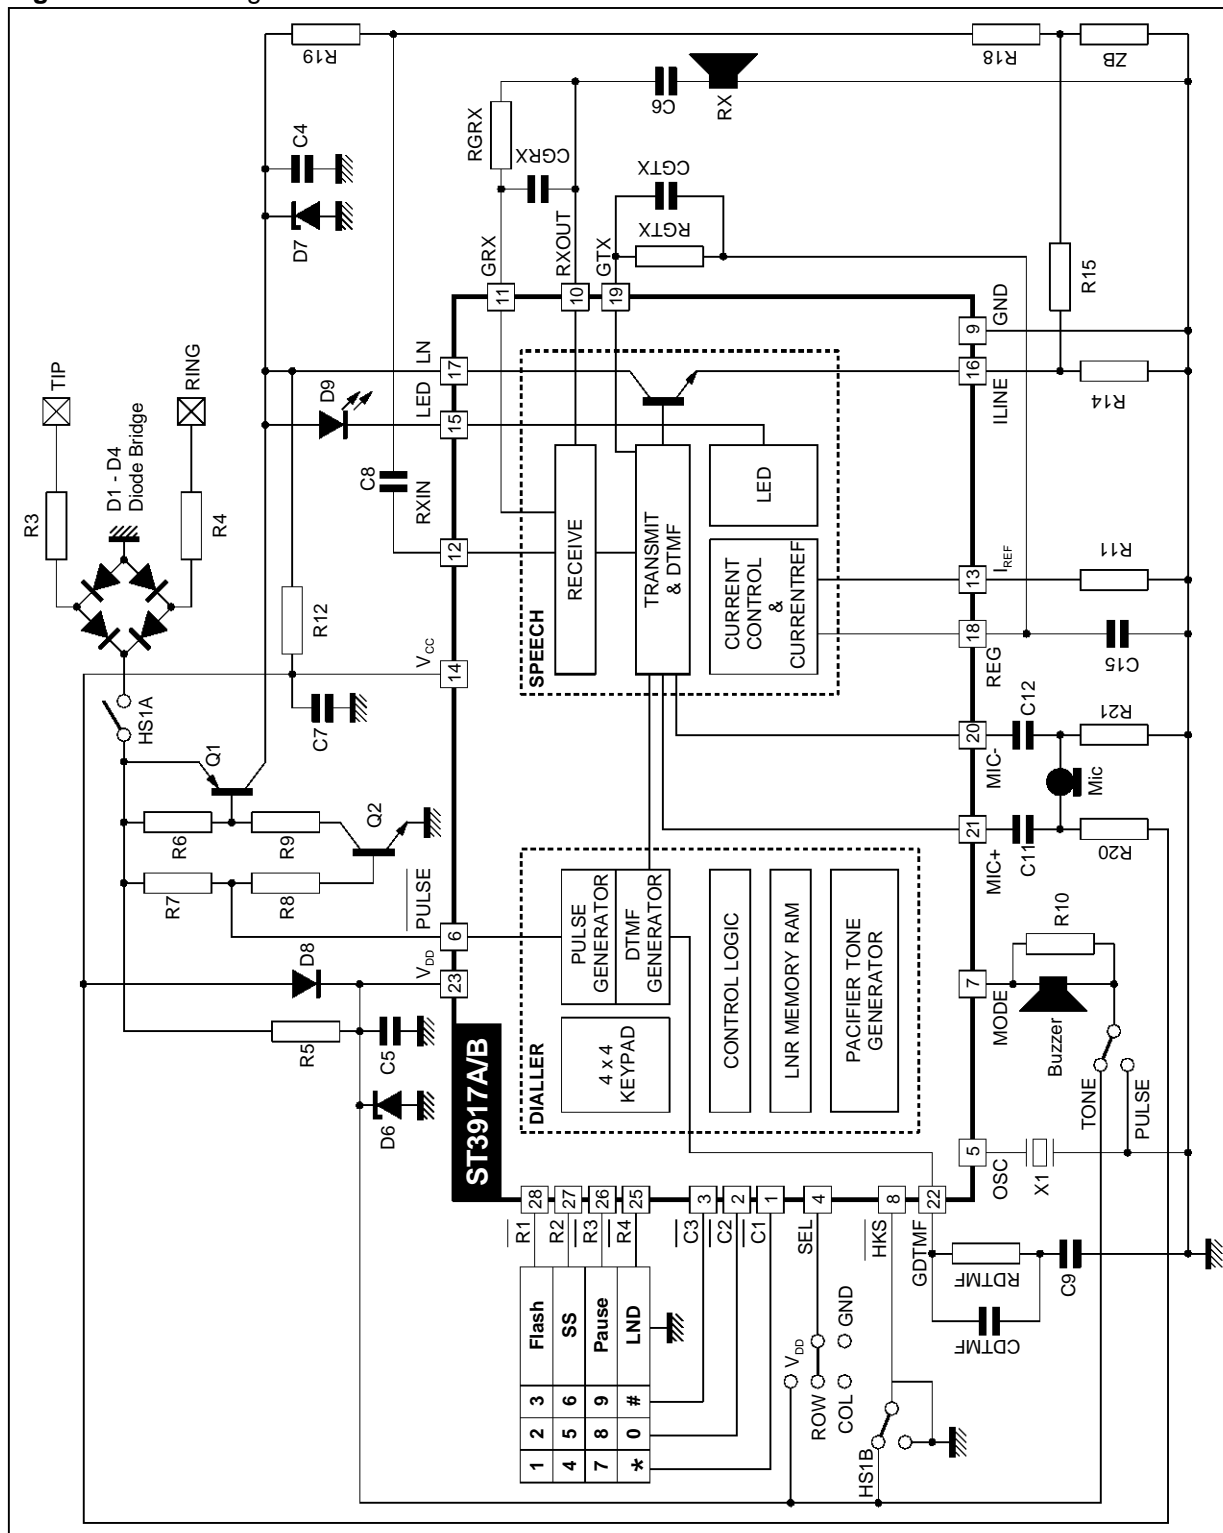 R19
R18
ZB
C6
RX
RGRX
CGRX
C4
D7
CGTX
RGTX
GRX
RXOUT
GTX
11
10
19
R15
9
GND
TIP
RING
D1 - D4
Diode Bridge
R3
R4
D9
LED
LN
17
15
16
ILINE
R14
C8
RXIN
12
RECEIVE
TRANSMIT
& DTMF
LED
CURRENT
CONTROL
&
CURRENTREF
SPEECH
13
IREF
R11
18
REG
C15
R12
VCC
14
C7
HS1A
Q1
R6
R9
Q2
R7
R8
PULSE
6
D8
VDD
23
R5
C5
D6
20
MIC-
C12
R21
Mic
21
MIC+
C11
R20
ST3917A/B
DIALLER
PULSE
GENERATOR
DTMF
GENERATOR
4 x 4
KEYPAD
CONTROL LOGIC
LNR MEMORY RAM
PACIFIER TONE
GENERATOR
7
MODE
R10
Buzzer
TONE
PULSE
5
OSC
X1
28
27
26
25
3
2
1
4
8
22
R1
R2
R3
R4
C3
C2
C1
SEL
HKS
GDTMF
1 2 3 Flash
4 5 6 SS
7 8 9 Pause
* 0 # LND
VDD
ROW
COL
GND
HS1B
CDTMF
RDTMF
C9